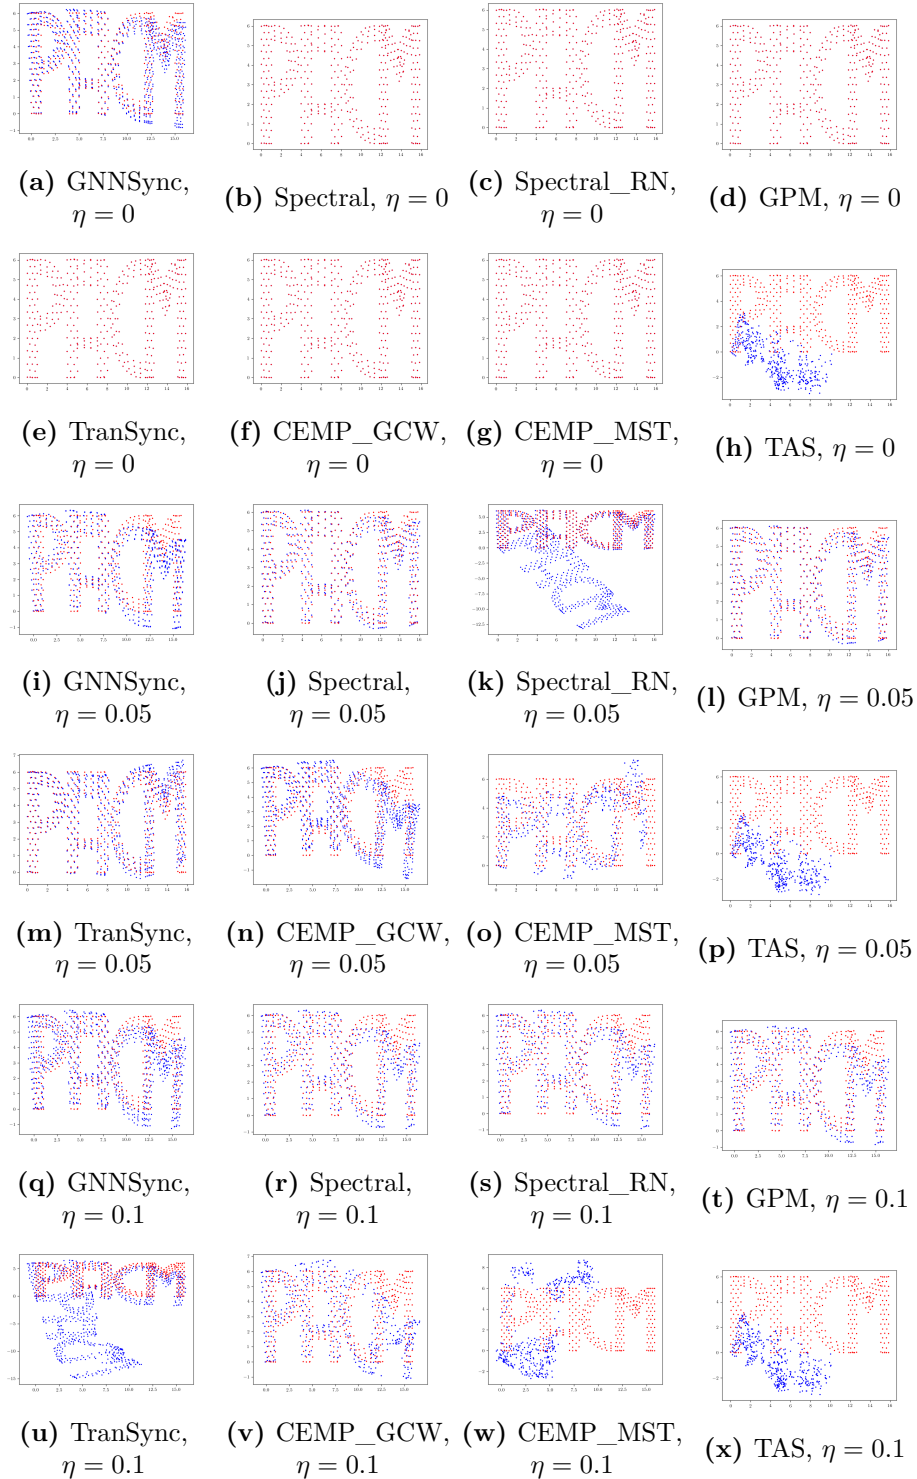 (a) GNNSync, η = 0
(b) Spectral, η = 0
(c) Spectral_RN, η = 0
(d) GPM, η = 0
(e) TranSync, η = 0
(f) CEMP_GCW, η = 0
(g) CEMP_MST, η = 0
(h) TAS, η = 0
(i) GNNSync, η = 0.05
(j) Spectral, η = 0.05
(k) Spectral_RN, η = 0.05
(l) GPM, η = 0.05
(m) TranSync, η = 0.05
(n) CEMP_GCW, η = 0.05
(o) CEMP_MST, η = 0.05
(p) TAS, η = 0.05
(q) GNNSync, η = 0.1
(r) Spectral, η = 0.1
(s) Spectral_RN, η = 0.1
(t) GPM, η = 0.1
(u) TranSync, η = 0.1
(v) CEMP_GCW, η = 0.1
(w) CEMP_MST, η = 0.1
(x) TAS, η = 0.1